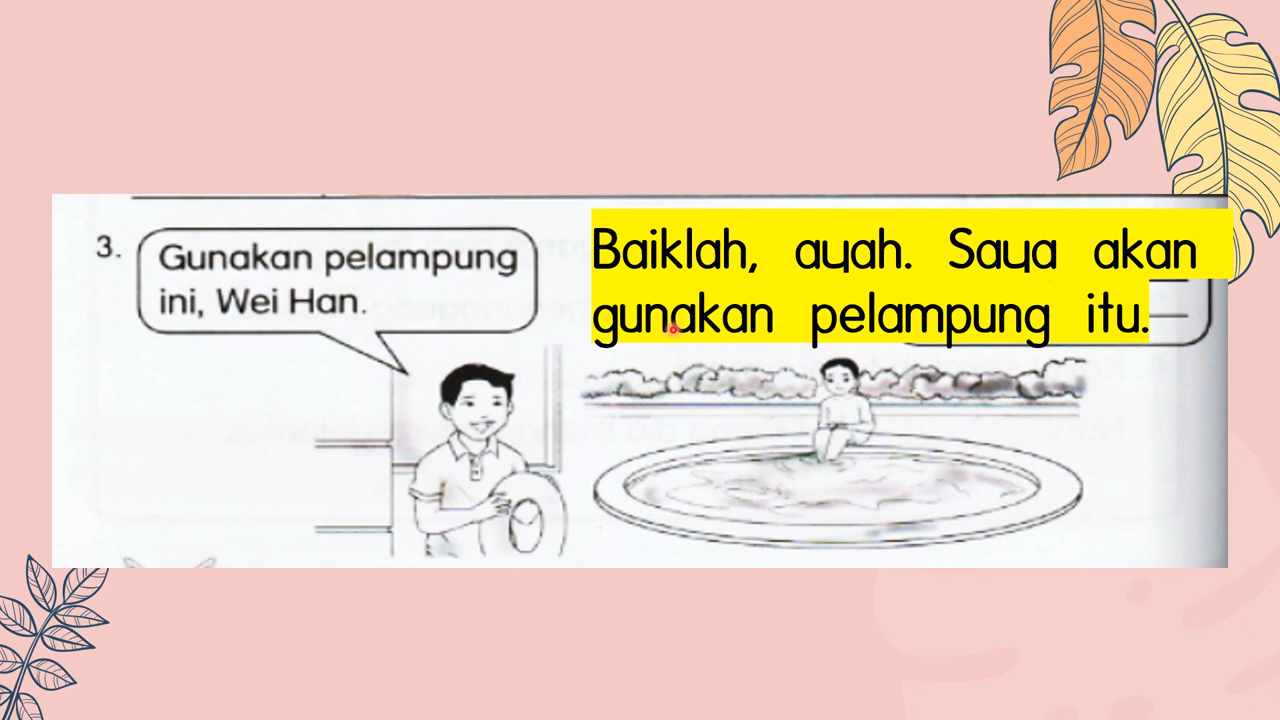 3.
Gunakan pelampung
ini, Wei Han.
Baiklah, ayah. Saya akan
gunakan pelampung itu.